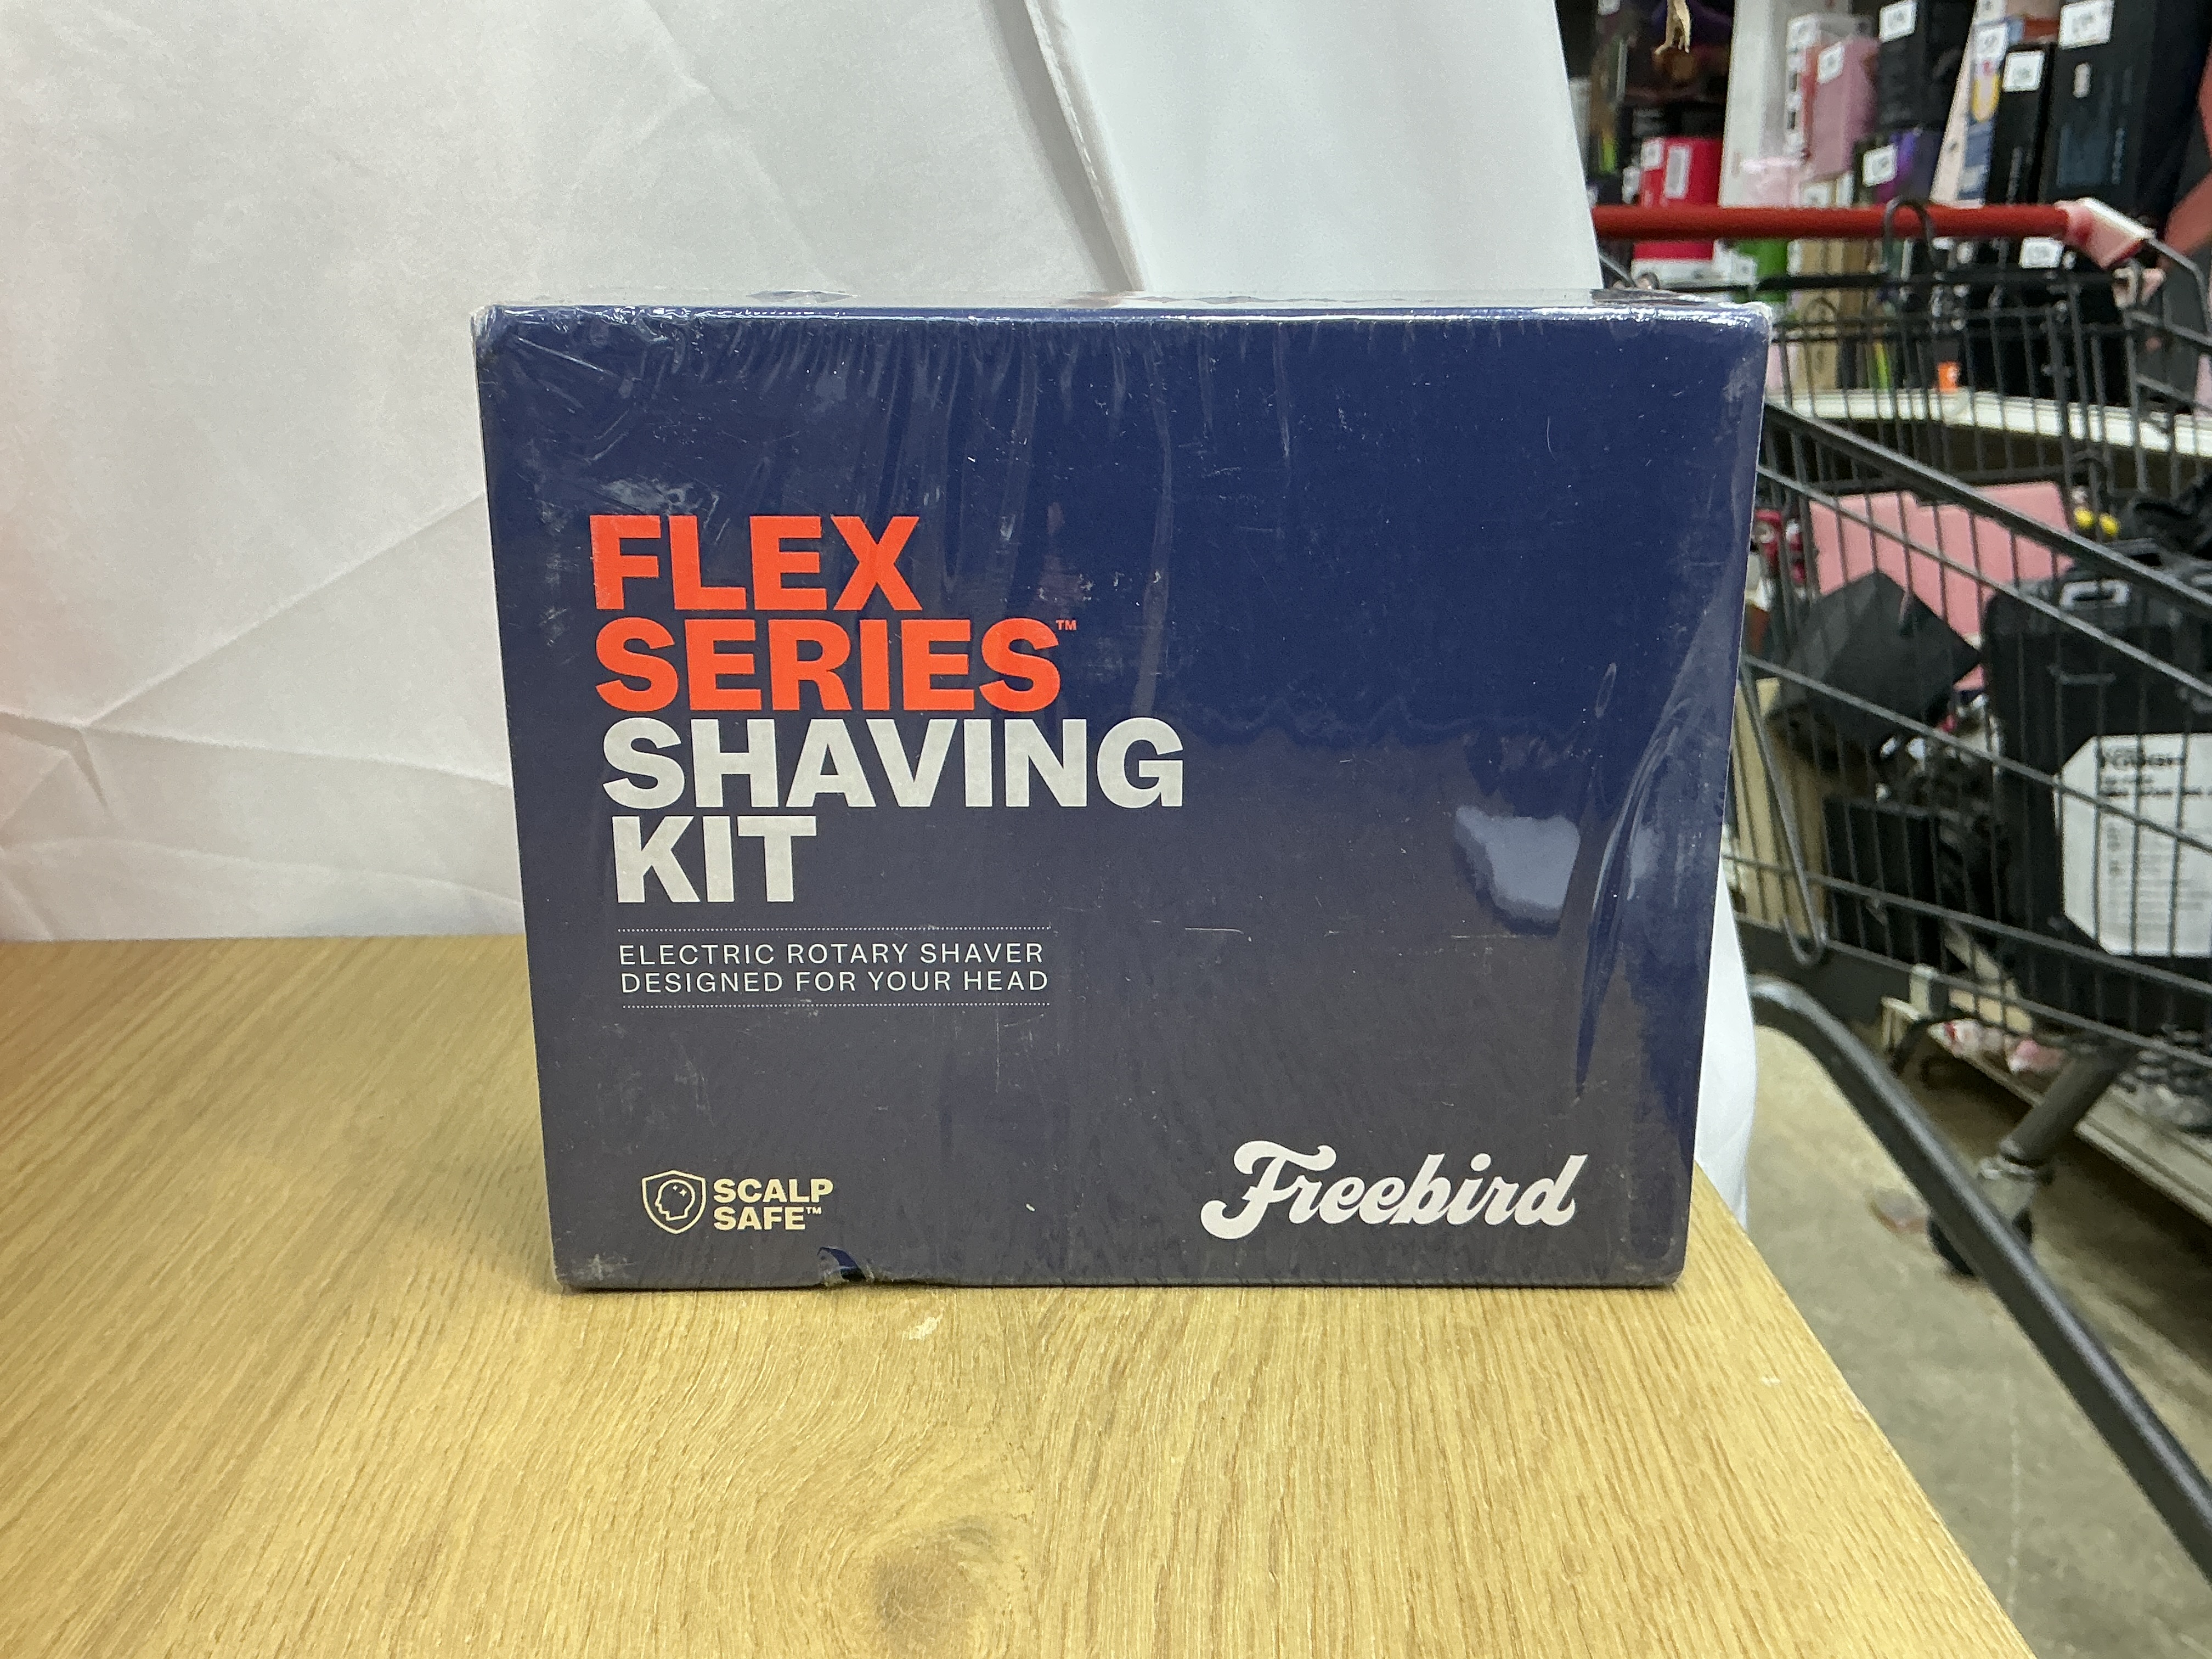 FLEX
SERIES™
SHAVING
KIT
ELECTRIC ROTARY SHAVER
DESIGNED FOR YOUR HEAD
SCALP
SAFE™
Freebird